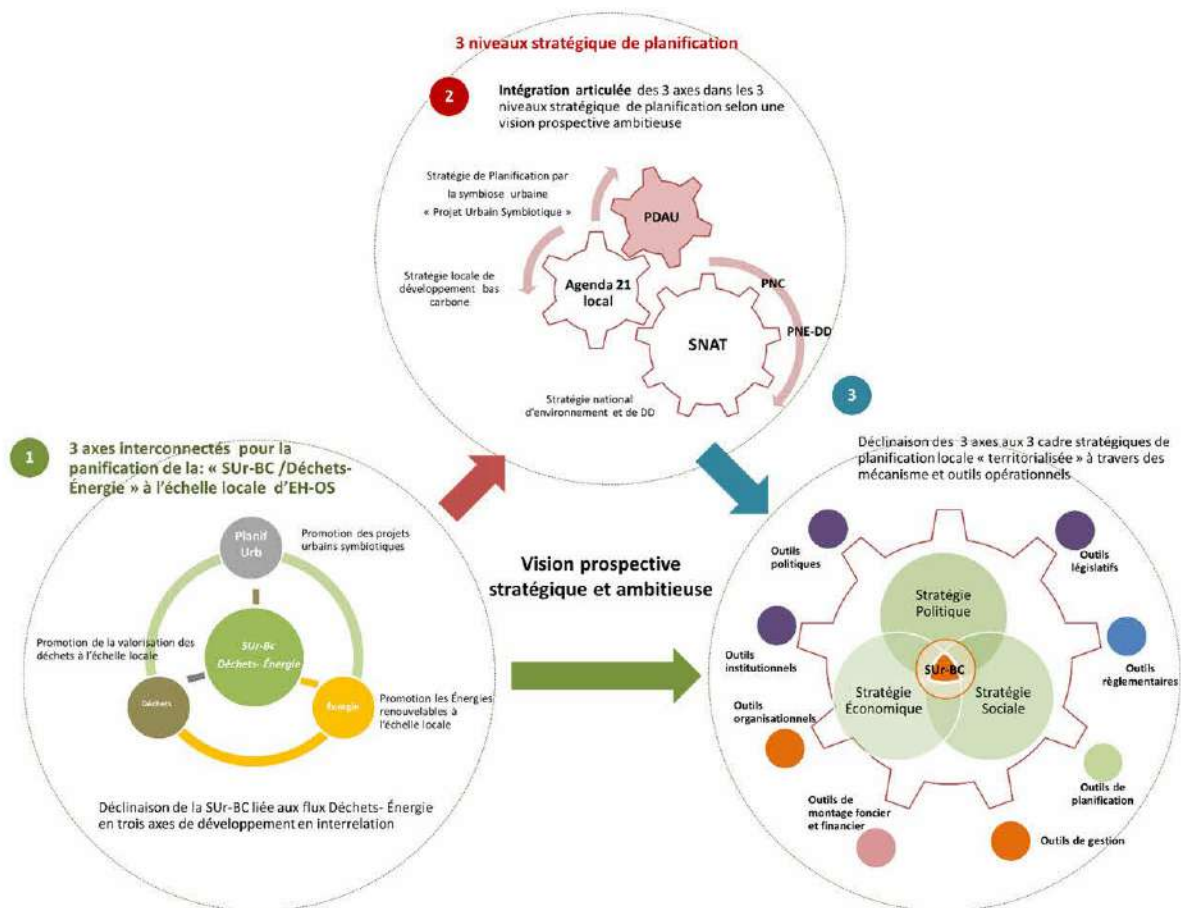 3 niveaux stratégique de planification
2
Intégration articulée des 3 axes dans les 3
niveaux stratégique de planification selon une
vision prospective ambitieuse
Stratégie de Planification par
la symbiose urbaine
« Projet Urbain Symbiotique »
PDAU
Stratégie locale de
développement bas
carbone
Agenda 21
local
PNC
PNE-DD
SNAT
Stratégie national
d'environnement et de DD
1
3 axes interconnectés pour la
panification de la: « SUr-BC /Déchets-
Énergie » à l'échelle locale d'EH-OS
Planif
Urb
Promotion des projets
urbains symbiotiques
Promotion de la valorisation des
déchets à l'échelle locale
SUr-Bc
Déchets- Énergie
Déchets
Énergie
Promotion les Énergies
renouvelables à
l'échelle locale
Déclinaison de la SUr-BC liée aux flux Déchets- Énergie
en trois axes de développement en interrelation
Vision prospective
stratégique et ambitieuse
3
Déclinaison des 3 axes aux 3 cadre stratégiques de
planification locale « territorialisée » à travers des
mécanisme et outils opérationnels
Outils
politiques
Outils
législatifs
Stratégie
Politique
Outils
institutionnels
SUr-BC
Outils
règlementaires
Stratégie
Économique
Stratégie
Sociale
Outils
organisationnels
Outils de
planification
Outils de
montage foncier
et financier
Outils de gestion